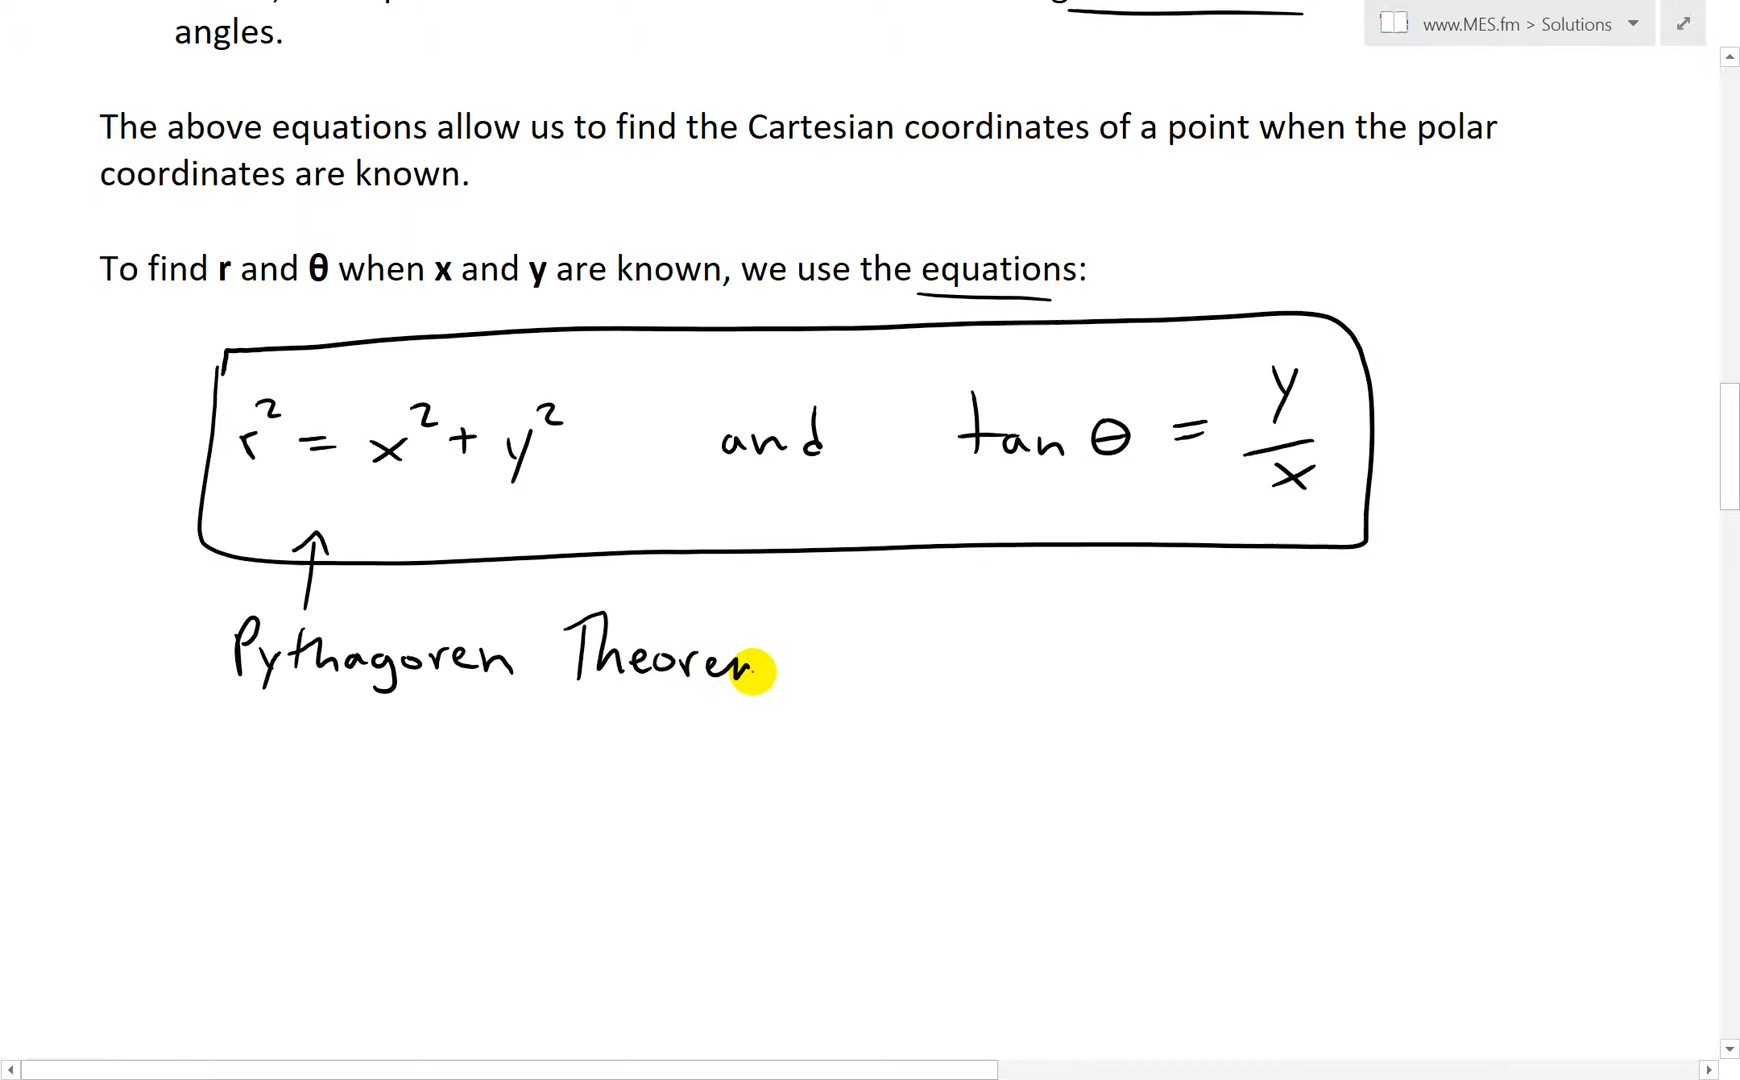 angles.
www.MES.fm > Solutions
The above equations allow us to find the Cartesian coordinates of a point when the polar
coordinates are known.
To find r and θ when x and y are known, we use the equations:
r² = x² + y² and tan θ = y/x
Pythagoren Theorem